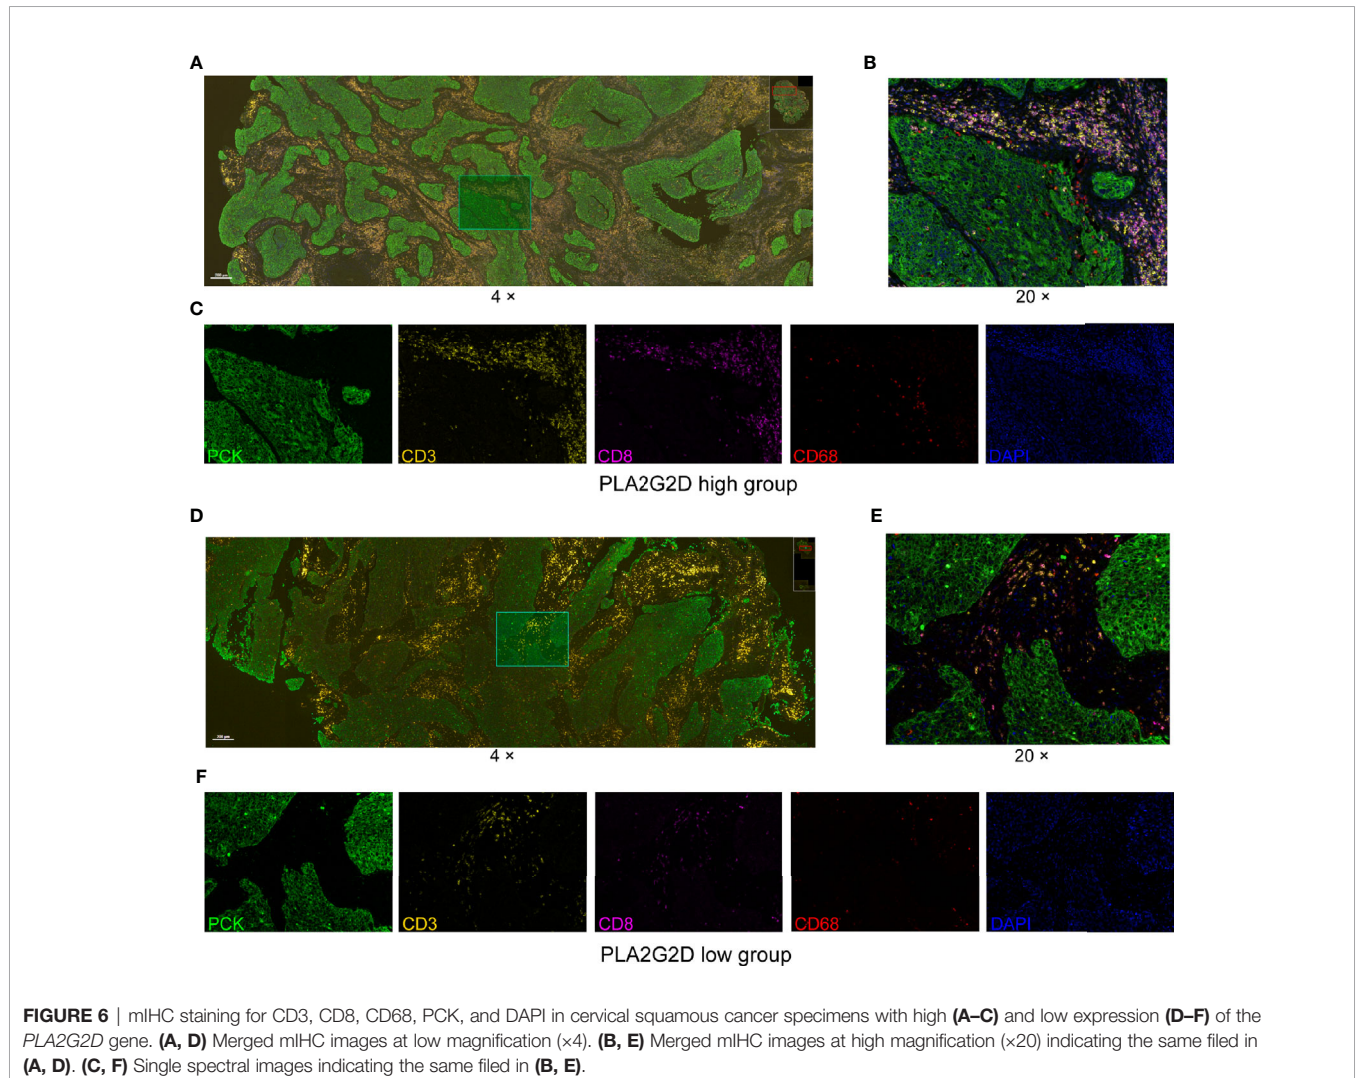 A
B
4 ×
20 ×
C
PCK
CD3
CD8
CD68
DAPI
PLA2G2D high group
D
E
4 ×
20 ×
F
PCK
CD3
CD8
CD68
DAPI
PLA2G2D low group
FIGURE 6 | mIHC staining for CD3, CD8, CD68, PCK, and DAPI in cervical squamous cancer specimens with high (A–C) and low expression (D–F) of the
PLA2G2D gene. (A, D) Merged mIHC images at low magnification (×4). (B, E) Merged mIHC images at high magnification (×20) indicating the same filed in
(A, D). (C, F) Single spectral images indicating the same filed in (B, E).